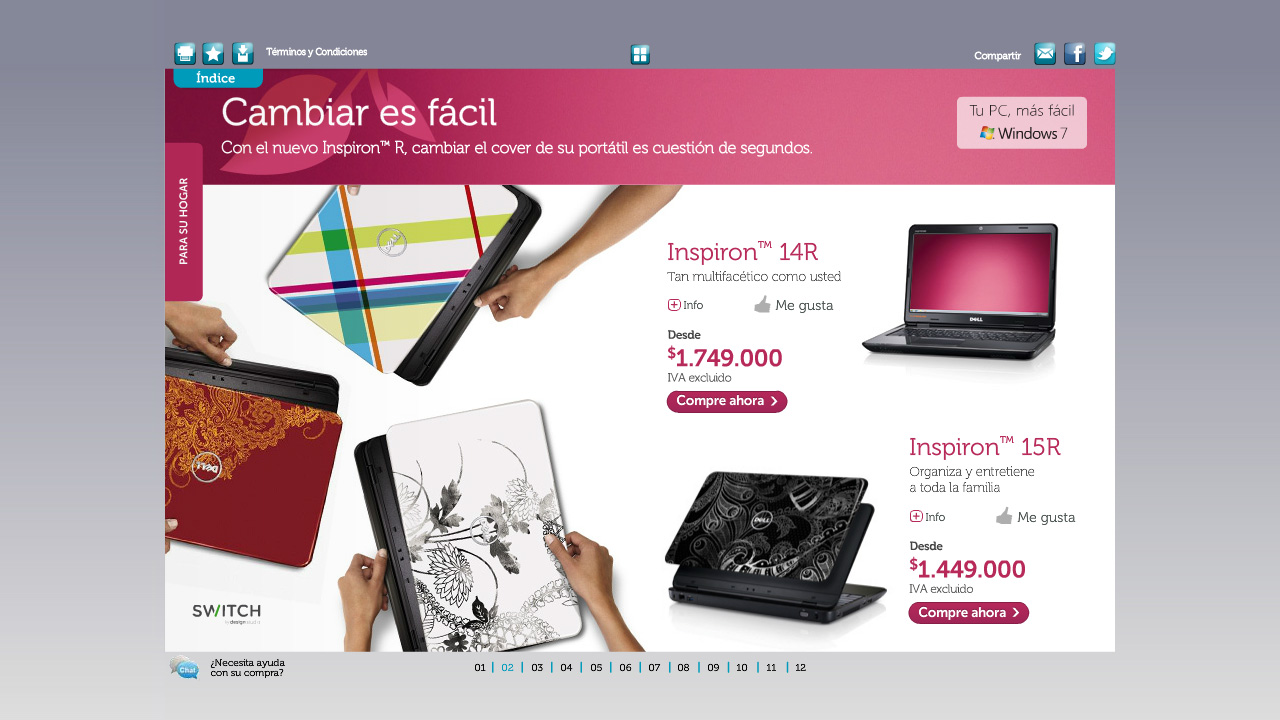 Términos y Condiciones
Compartir
Índice
Cambiar es fácil
Con el nuevo Inspiron™ R, cambiar el cover de su portátil es cuestión de segundos.
Tu PC, más fácil
Windows 7
PARA SU HOGAR
Inspiron™ 14R
Tan multifacético como usted
Info
Me gusta
Desde
$1.749.000
IVA excluido
Compre ahora
DELL
Inspiron™ 15R
Organiza y entretiene
a toda la familia
Info
Me gusta
Desde
$1.449.000
IVA excluido
Compre ahora
DELL
DELL
SWITCH
by designstudio
Chat
¿Necesita ayuda
con su compra?
01 | 02 | 03 | 04 | 05 | 06 | 07 | 08 | 09 | 10 | 11 | 12